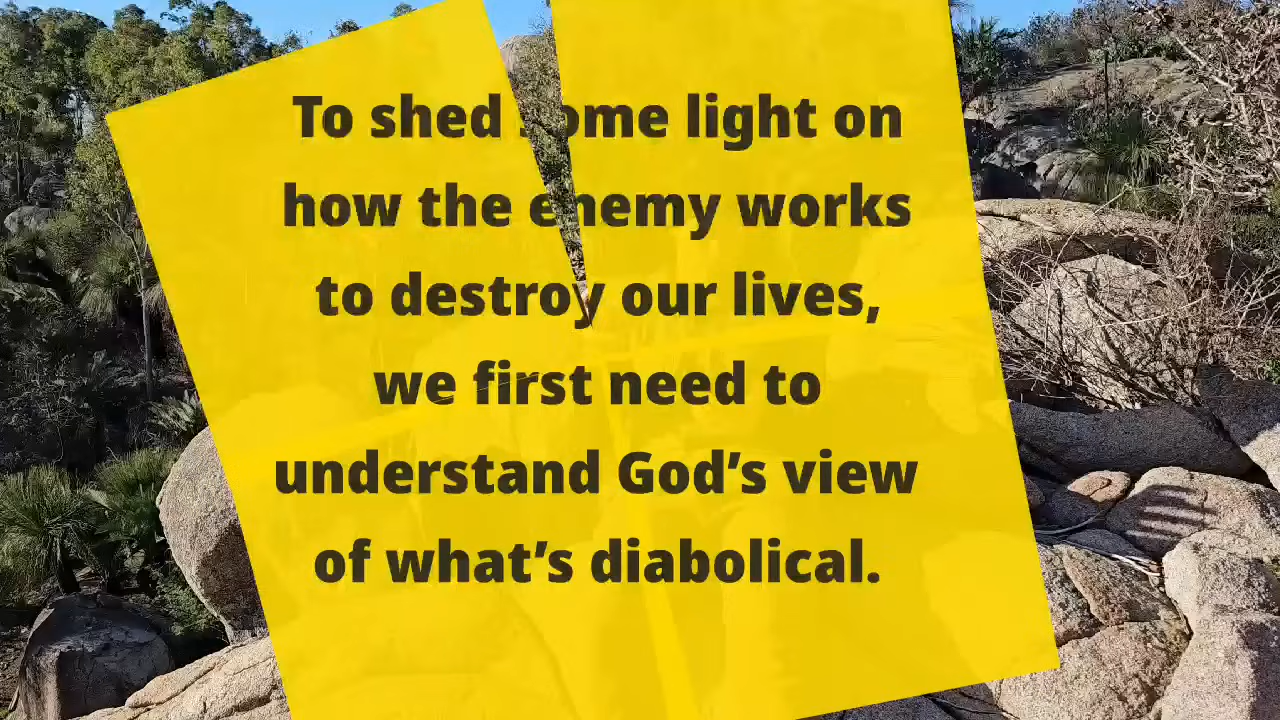 To shed some light on
how the enemy works
to destroy our lives,
we first need to
understand God’s view
of what’s diabolical.